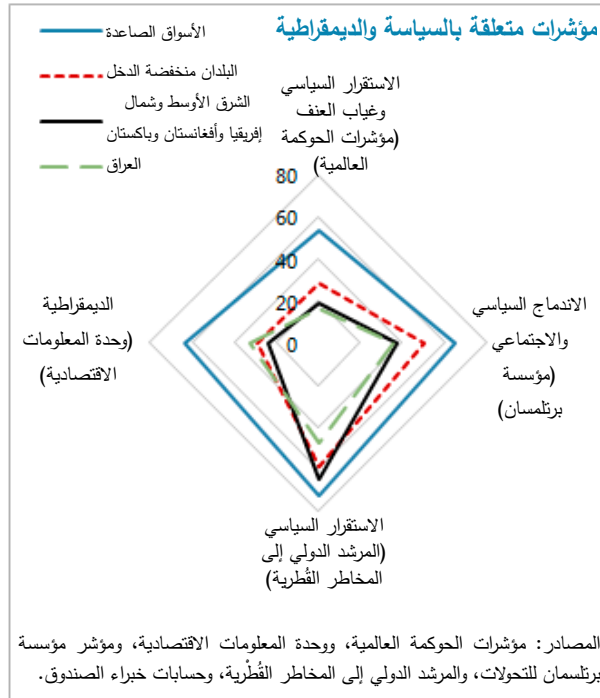 مؤشرات متعلقة بالسياسة والديمقراطية
الأسواق الصاعدة
البلدان منخفضة الدخل
الشرق الأوسط وشمال
إفريقيا وأفغانستان وباكستان
العراق
الاستقرار السياسي
وغياب العنف
(مؤشرات الحوكمة
العالمية)
80
60
40
20
0
الاندماج السياسي
والاجتماعي
(مؤسسة
برتلمسان)
الديمقراطية
(وحدة المعلومات
الاقتصادية)
الاستقرار السياسي
(المرشد الدولي إلى
المخاطر القُطرية)
المصادر: مؤشرات الحوكمة العالمية، ووحدة المعلومات الاقتصادية، ومؤشر مؤسسة
برتلسمان للتحولات، والمرشد الدولي إلى المخاطر القُطْرية، وحسابات خبراء الصندوق.